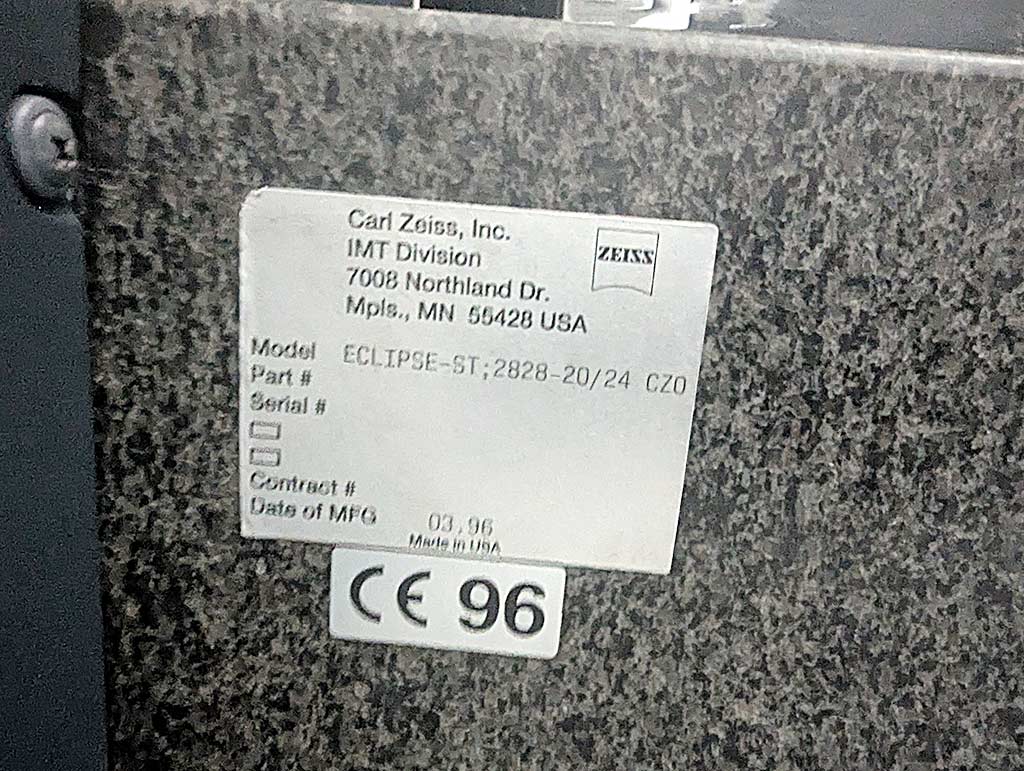 Carl Zeiss, Inc.
IMT Division
7008 Northland Dr.
Mpls., MN 55428 USA
ZEISS
Model ECLIPSE-ST;2828-20/24 CZO
Part #
Serial #
Contract #
Date of MFG 03.96
Made in USA
CE 96